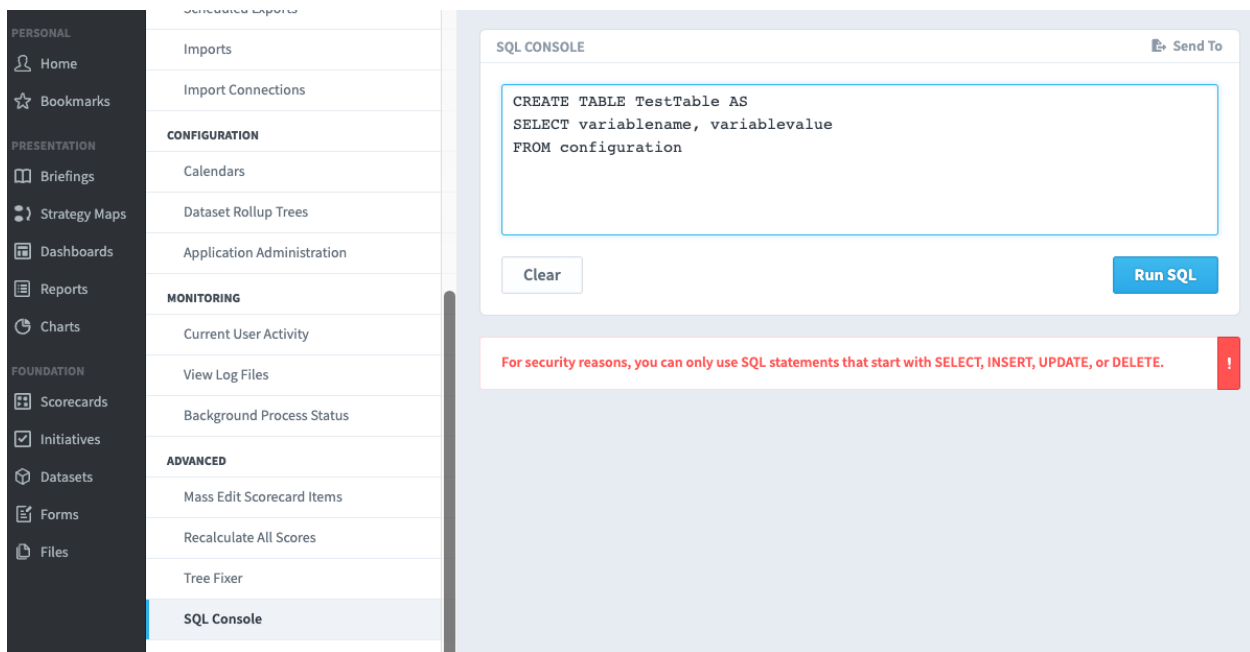 PERSONAL
Home
Bookmarks
PRESENTATION
Briefings
Strategy Maps
Dashboards
Reports
Charts
FOUNDATION
Scorecards
Initiatives
Datasets
Forms
Files
Scheduled Exports
Imports
Import Connections
CONFIGURATION
Calendars
Dataset Rollup Trees
Application Administration
MONITORING
Current User Activity
View Log Files
Background Process Status
ADVANCED
Mass Edit Scorecard Items
Recalculate All Scores
Tree Fixer
SQL Console
SQL CONSOLE
Send To
CREATE TABLE TestTable AS
SELECT variablename, variablevalue
FROM configuration
Clear
Run SQL
For security reasons, you can only use SQL statements that start with SELECT, INSERT, UPDATE, or DELETE.
!